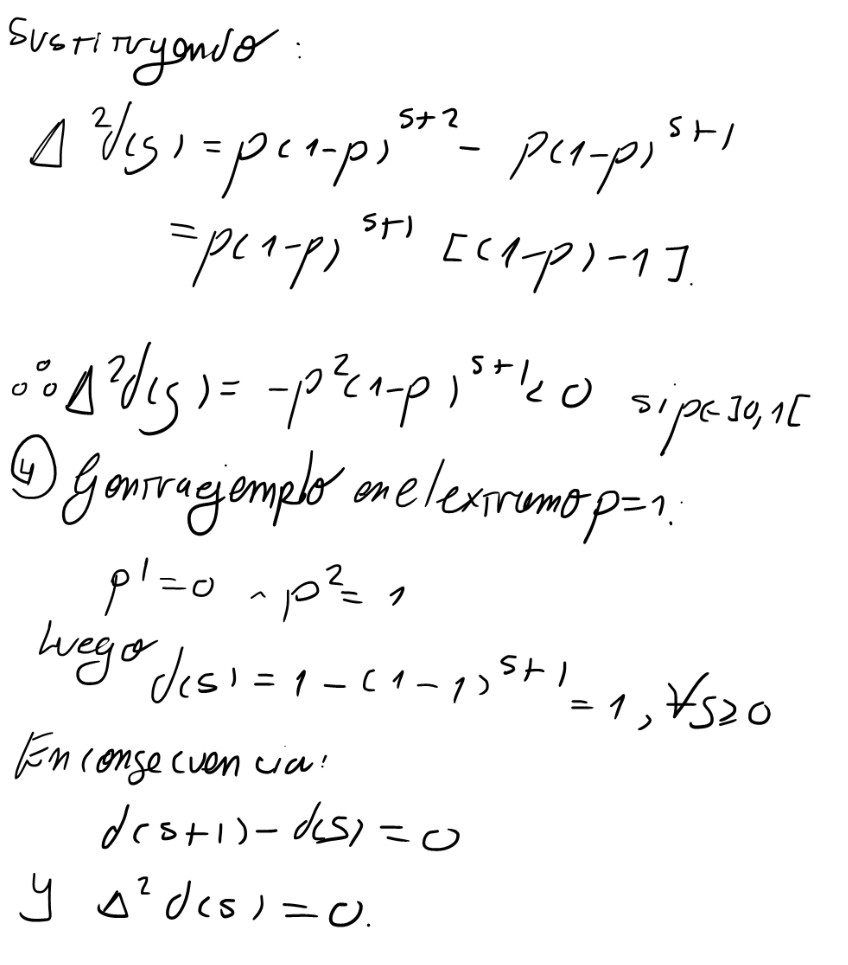 Sustituyendo :
Δ²d(s) = p(1-p)^{s+2} - p(1-p)^{s+1}
= p(1-p)^{s+1} [(1-p)-1].
∴ Δ²d(s) = -p²(1-p)^{s+1} < 0 si p∈]0,1[
④ Contraejemplo en el extremo p=1.
p¹=0 ^ p²= 1
luego d(s) = 1-(1-1)^{s+1} = 1, ∀s≥0
En consecuencia:
d(s+1)-d(s) = 0
y Δ²d(s) = 0.